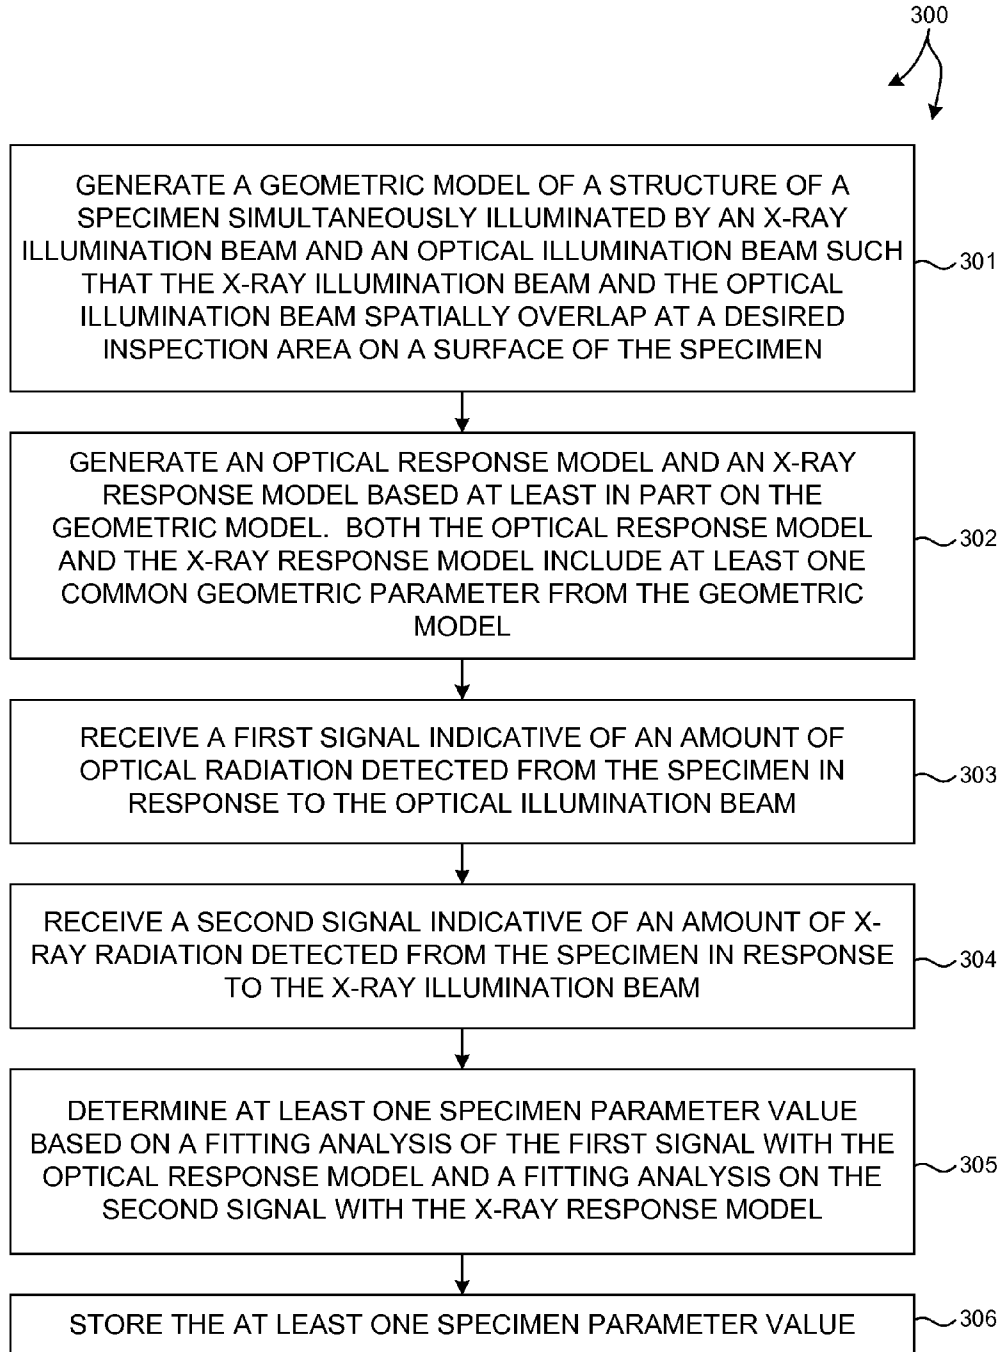 300
GENERATE A GEOMETRIC MODEL OF A STRUCTURE OF A
SPECIMEN SIMULTANEOUSLY ILLUMINATED BY AN X-RAY
ILLUMINATION BEAM AND AN OPTICAL ILLUMINATION BEAM SUCH
THAT THE X-RAY ILLUMINATION BEAM AND THE OPTICAL
ILLUMINATION BEAM SPATIALLY OVERLAP AT A DESIRED
INSPECTION AREA ON A SURFACE OF THE SPECIMEN
301
GENERATE AN OPTICAL RESPONSE MODEL AND AN X-RAY
RESPONSE MODEL BASED AT LEAST IN PART ON THE
GEOMETRIC MODEL. BOTH THE OPTICAL RESPONSE MODEL
AND THE X-RAY RESPONSE MODEL INCLUDE AT LEAST ONE
COMMON GEOMETRIC PARAMETER FROM THE GEOMETRIC
MODEL
302
RECEIVE A FIRST SIGNAL INDICATIVE OF AN AMOUNT OF
OPTICAL RADIATION DETECTED FROM THE SPECIMEN IN
RESPONSE TO THE OPTICAL ILLUMINATION BEAM
303
RECEIVE A SECOND SIGNAL INDICATIVE OF AN AMOUNT OF X-
RAY RADIATION DETECTED FROM THE SPECIMEN IN RESPONSE
TO THE X-RAY ILLUMINATION BEAM
304
DETERMINE AT LEAST ONE SPECIMEN PARAMETER VALUE
BASED ON A FITTING ANALYSIS OF THE FIRST SIGNAL WITH THE
OPTICAL RESPONSE MODEL AND A FITTING ANALYSIS ON THE
SECOND SIGNAL WITH THE X-RAY RESPONSE MODEL
305
STORE THE AT LEAST ONE SPECIMEN PARAMETER VALUE
306